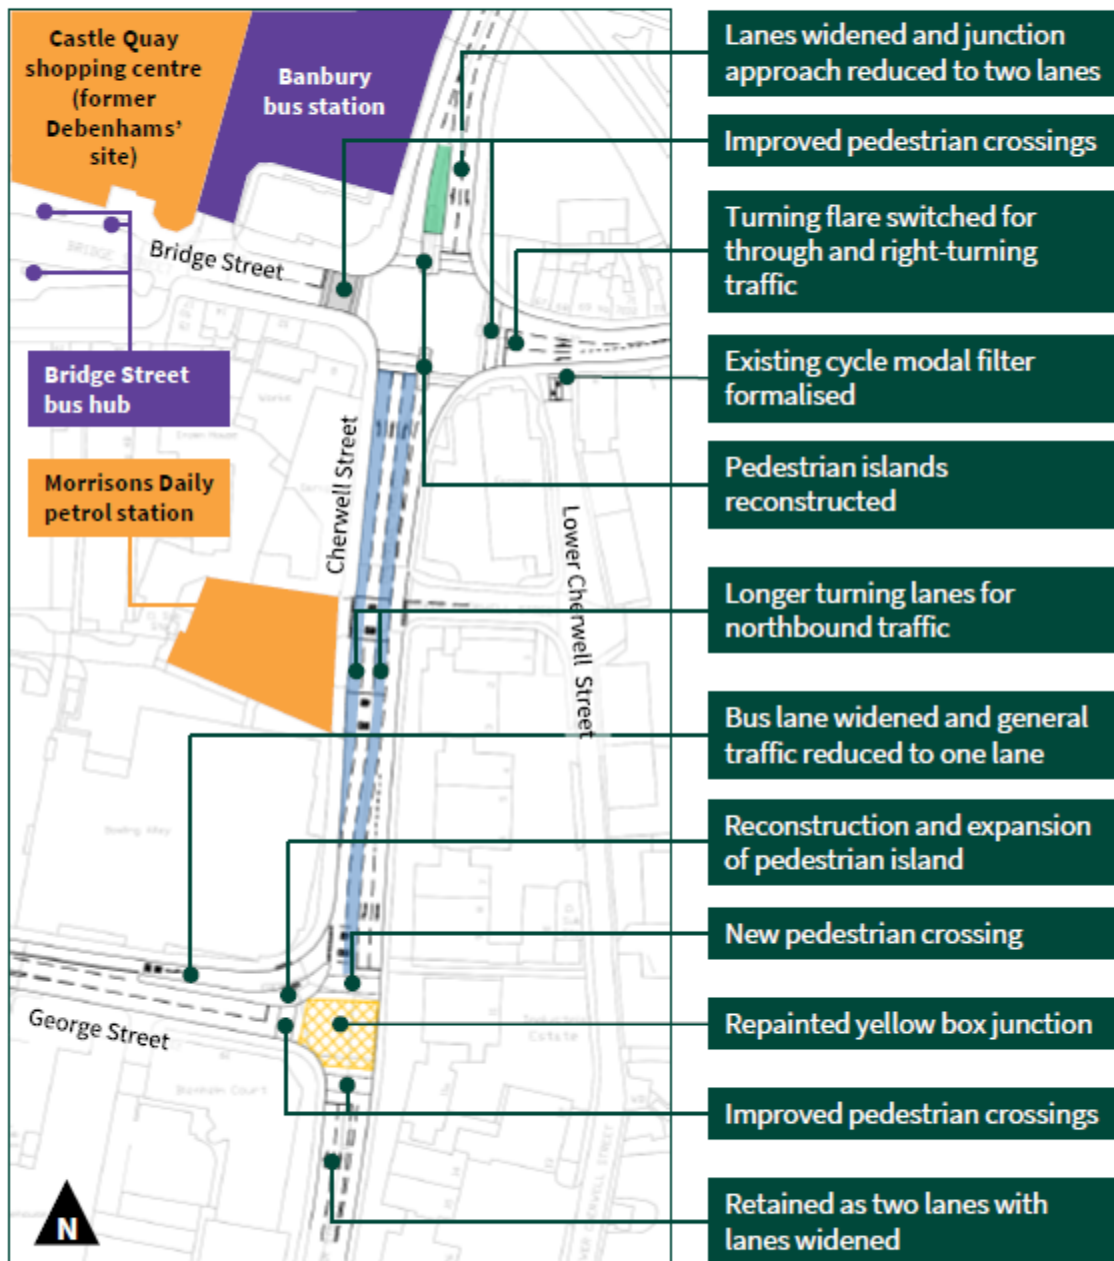 Castle Quay
shopping centre
(former
Debenhams'
site)
Banbury
bus station
Bridge Street
Bridge Street
bus hub
Morrisons Daily
petrol station
Cherwell Street
Lower Cherwell Street
George Street
N
Lanes widened and junction
approach reduced to two lanes
Improved pedestrian crossings
Turning flare switched for
through and right-turning
traffic
Existing cycle modal filter
formalised
Pedestrian islands
reconstructed
Longer turning lanes for
northbound traffic
Bus lane widened and general
traffic reduced to one lane
Reconstruction and expansion
of pedestrian island
New pedestrian crossing
Repainted yellow box junction
Improved pedestrian crossings
Retained as two lanes with
lanes widened
Bowling Alley
Estate